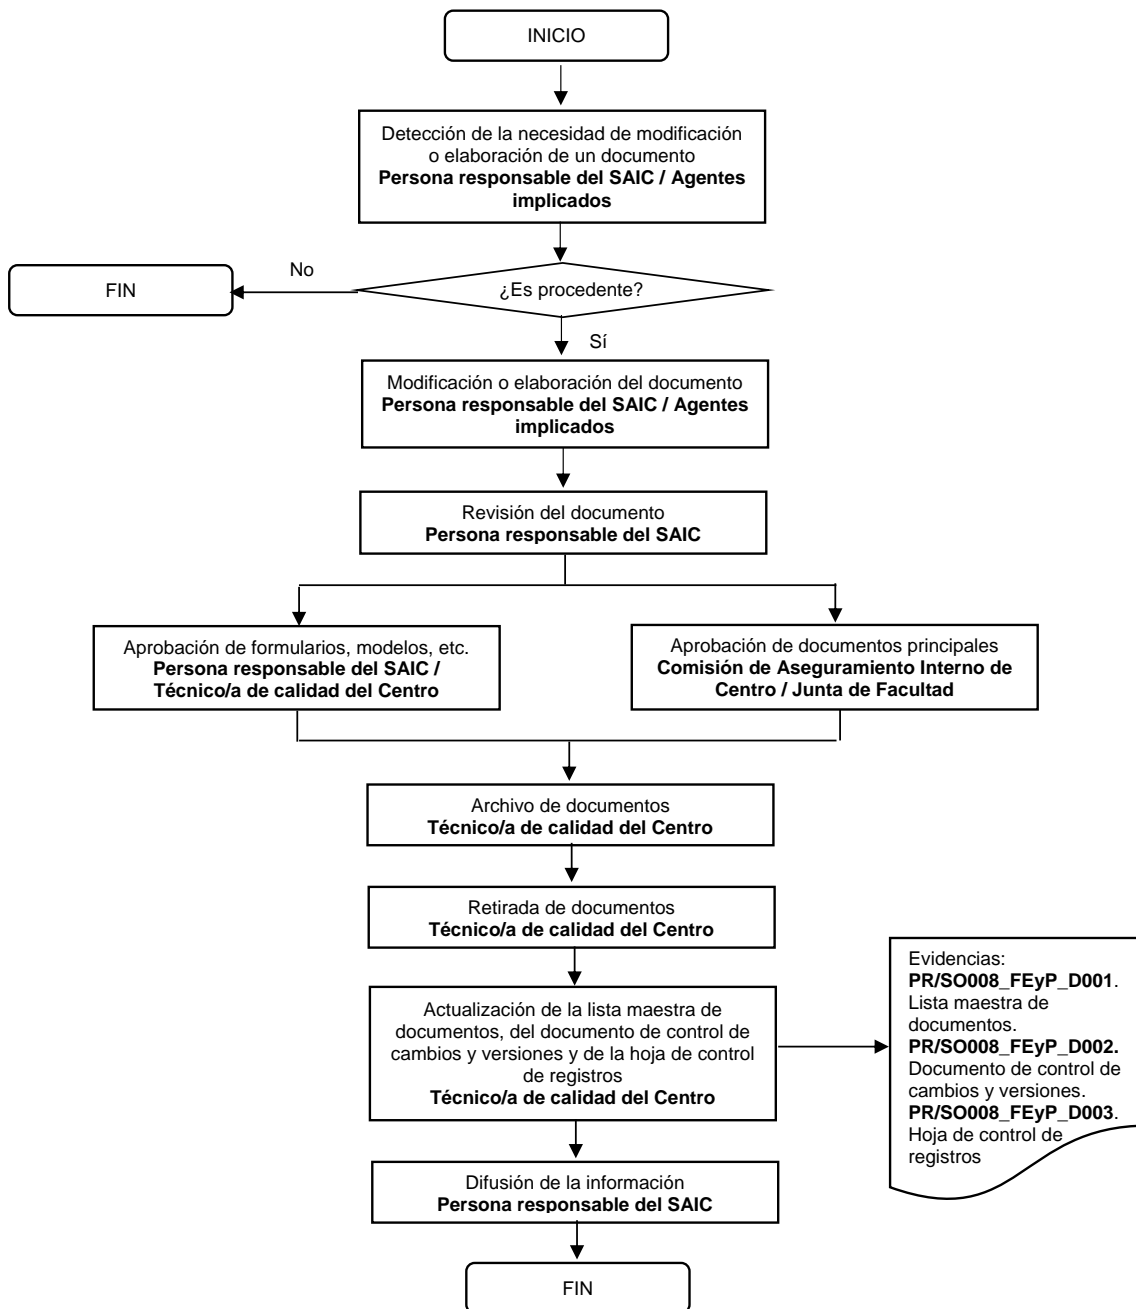 INICIO
Detección de la necesidad de modificación
o elaboración de un documento
Persona responsable del SAIC / Agentes
implicados
No
FIN
¿Es procedente?
Sí
Modificación o elaboración del documento
Persona responsable del SAIC / Agentes
implicados
Revisión del documento
Persona responsable del SAIC
Aprobación de formularios, modelos, etc.
Persona responsable del SAIC /
Técnico/a de calidad del Centro
Aprobación de documentos principales
Comisión de Aseguramiento Interno de
Centro / Junta de Facultad
Archivo de documentos
Técnico/a de calidad del Centro
Retirada de documentos
Técnico/a de calidad del Centro
Actualización de la lista maestra de
documentos, del documento de control de
cambios y versiones y de la hoja de control
de registros
Técnico/a de calidad del Centro
Evidencias:
PR/SO008_FEyP_D001.
Lista maestra de
documentos.
PR/SO008_FEyP_D002.
Documento de control de
cambios y versiones.
PR/SO008_FEyP_D003.
Hoja de control de
registros
Difusión de la información
Persona responsable del SAIC
FIN